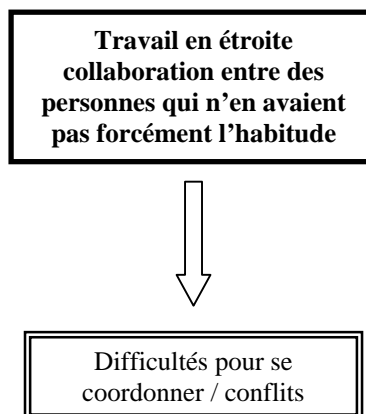 Travail en étroite
collaboration entre des
personnes qui n’en avaient
pas forcément l’habitude
Difficultés pour se
coordonner / conflits